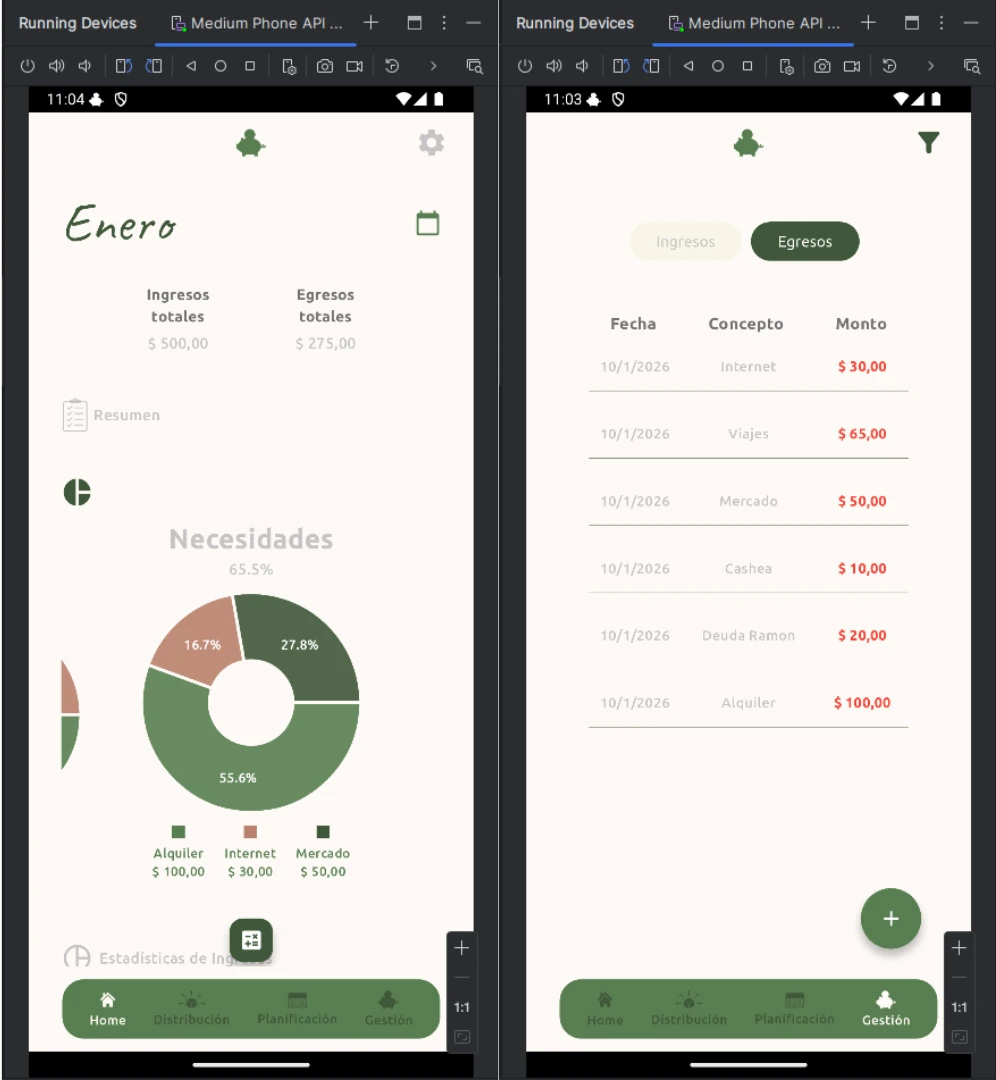 Running Devices
Medium Phone API ...
11:04
Enero
Ingresos totales
Egresos totales
$ 500,00
$ 275,00
Resumen
Necesidades
65.5%
16.7%
27.8%
55.6%
Alquiler
Internet
Mercado
$ 100,00
$ 30,00
$ 50,00
Estadísticas de Ingresos
Home
Distribución
Planificación
Gestión
1:1
Running Devices
Medium Phone API ...
11:03
Ingresos
Egresos
Fecha Concepto Monto
10/1/2026 Internet $ 30,00
10/1/2026 Viajes $ 65,00
10/1/2026 Mercado $ 50,00
10/1/2026 Cashea $ 10,00
10/1/2026 Deuda Ramon $ 20,00
10/1/2026 Alquiler $ 100,00
Home
Distribución
Planificación
Gestión
1:1